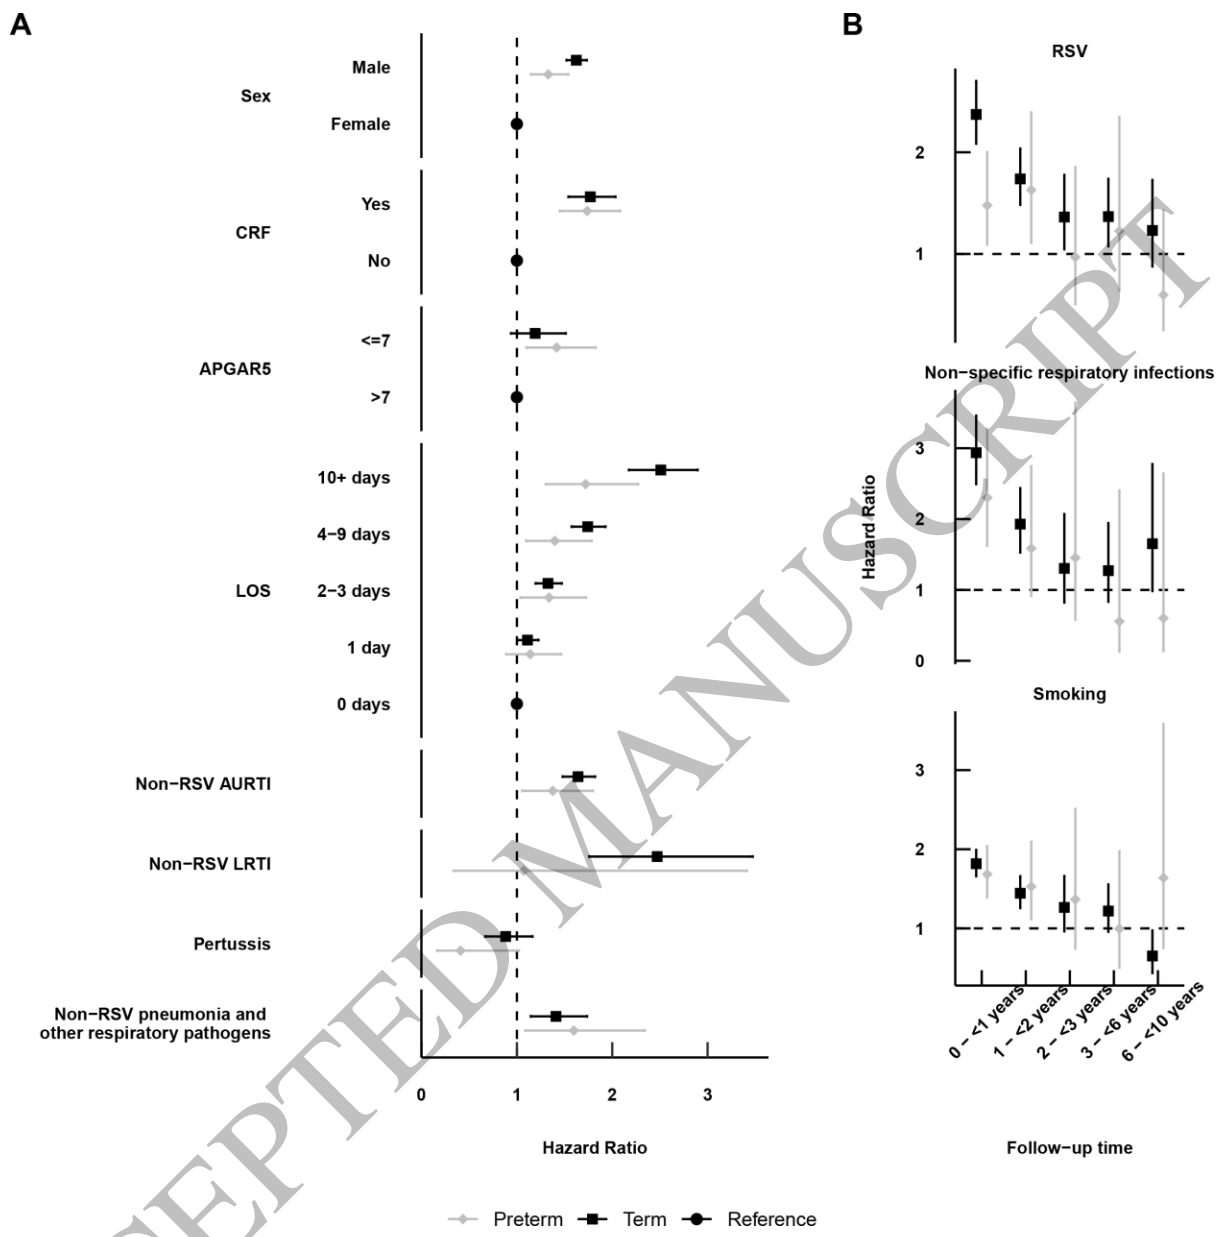 A
B
RSV
Male
Sex
Female
2
1
Yes
CRF
No
<=7
APGAR5
>7
Non-specific respiratory infections
3
2
1
0
Hazard Ratio
10+ days
4-9 days
LOS
2-3 days
1 day
0 days
Smoking
3
2
1
Non-RSV AURTI
Non-RSV LRTI
Pertussis
Non-RSV pneumonia and
other respiratory pathogens
0 1 2 3
Hazard Ratio
0 - <1 years
1 - <2 years
2 - <3 years
3 - <6 years
6 - <10 years
Follow-up time
Preterm Term Reference
CEPTED MANUSCRIPT